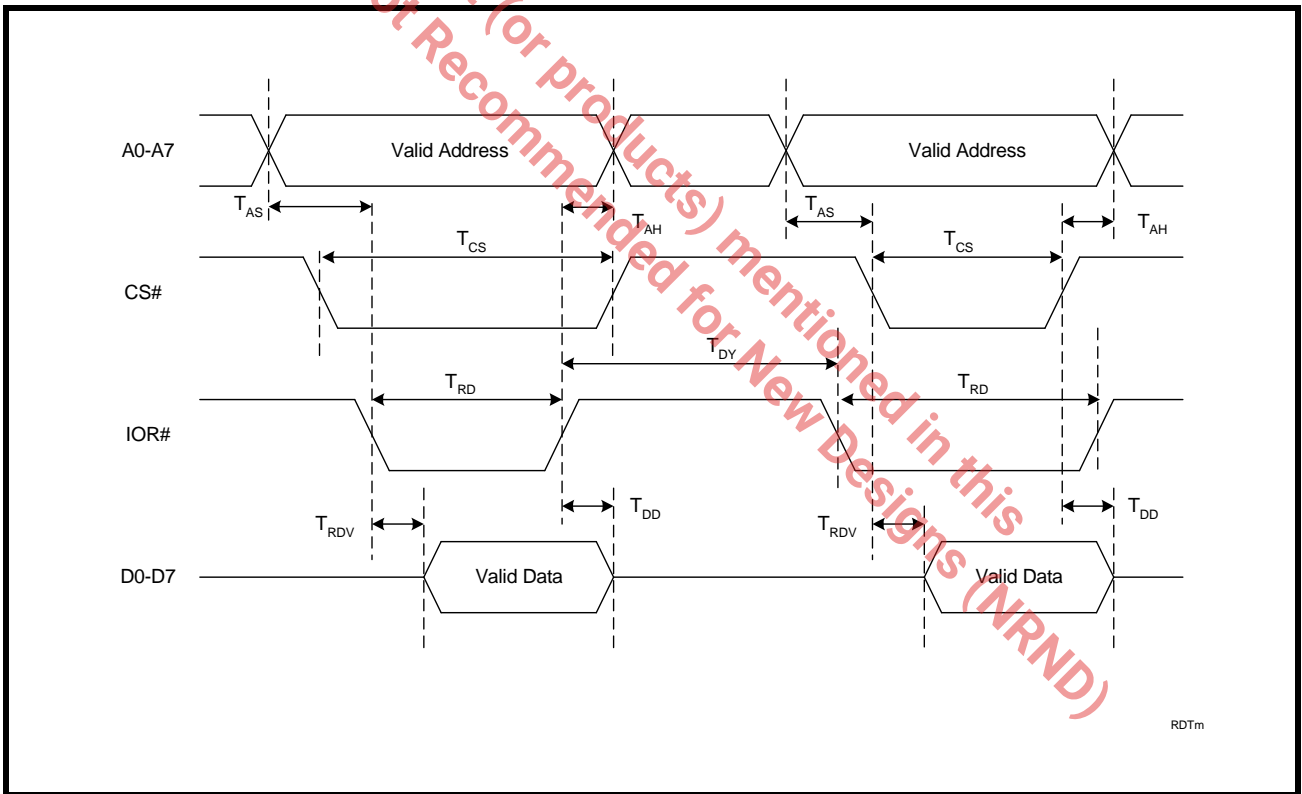 (or products) mentioned in this
ot Recommended for New Designs (NRND)
A0-A7
Valid Address
Valid Address
TAS
TAH
TAS
TAH
TCS
TCS
CS#
TDY
TRD
TRD
IOR#
TRDV
TDD
TRDV
TDD
D0-D7
Valid Data
Valid Data
RDTm